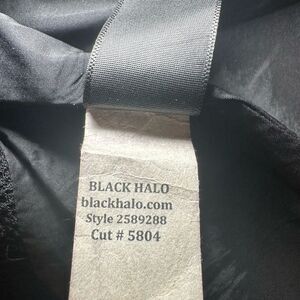 BLACK HALO
blackhalo.com
Style 2589288
Cut # 5804